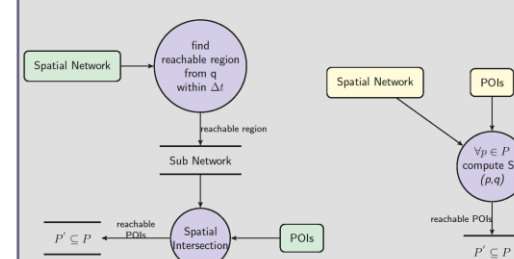 find
reachable region
from q
within Δt
Spatial Network
reachable region
Sub Network
reachable
POIs
P′ ⊆ P
Spatial
Intersection
POIs
Spatial Network
POIs
∀p ∈ P
compute
(p,q)
reachable POIs
P′ ⊆ P